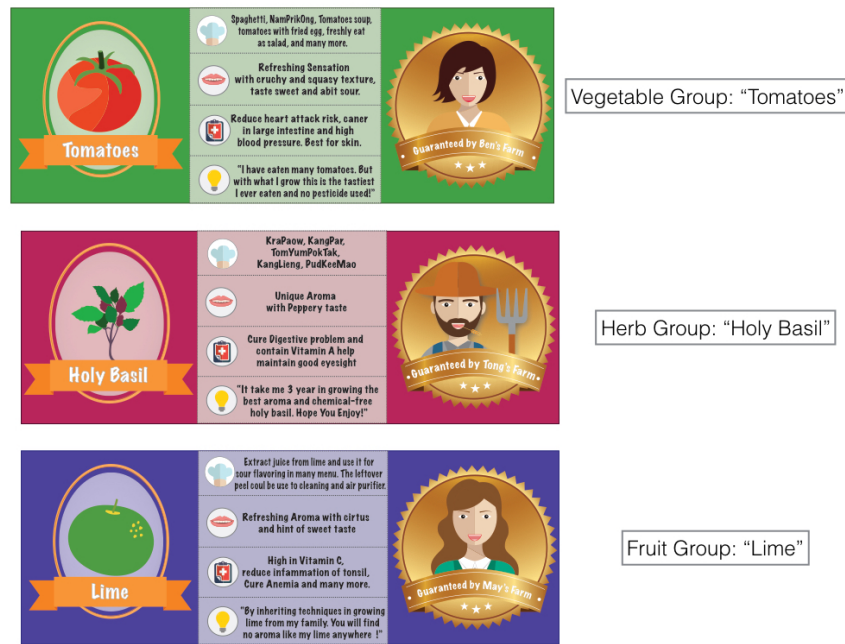 Spaghetti, NamPrikOng, Tomatoes soup,
tomatoes with fried egg, freshly eat
as salad, and many more.
Refreshing Sensation
with cruchy and squasy texture,
taste sweet and abit sour.
Reduce heart attack risk, caner
in large intestine and high
blood pressure. Best for skin.
"I have eaten many tomatoes. But
with what I grow this is the tastiest
I ever eaten and no pesticide used!"
Tomatoes
Guaranteed by Ben's Farm
Vegetable Group: “Tomatoes”
KraPaow, KangPar,
TomYumPokTak,
KangLieng, PudKeeMao
Unique Aroma
with Peppery taste
Cure Digestive problem and
contain Vitamin A help
maintain good eyesight
"It take me 3 year in growing the
best aroma and chemical-free
holy basil. Hope You Enjoy!"
Holy Basil
Guaranteed by Tong's Farm
Herb Group: “Holy Basil”
Extract juice from lime and use it for
sour flavoring in many menu. The leftover
peel coul be use to cleaning and air purifier.
Refreshing Aroma with cirtus
and hint of sweet taste
High in Vitamin C,
reduce infammation of tonsil,
Cure Anemia and many more.
"By inheriting techniques in growing
lime from my family. You will find
no aroma like my lime anywhere !"
Lime
Guaranteed by May's Farm
Fruit Group: “Lime”